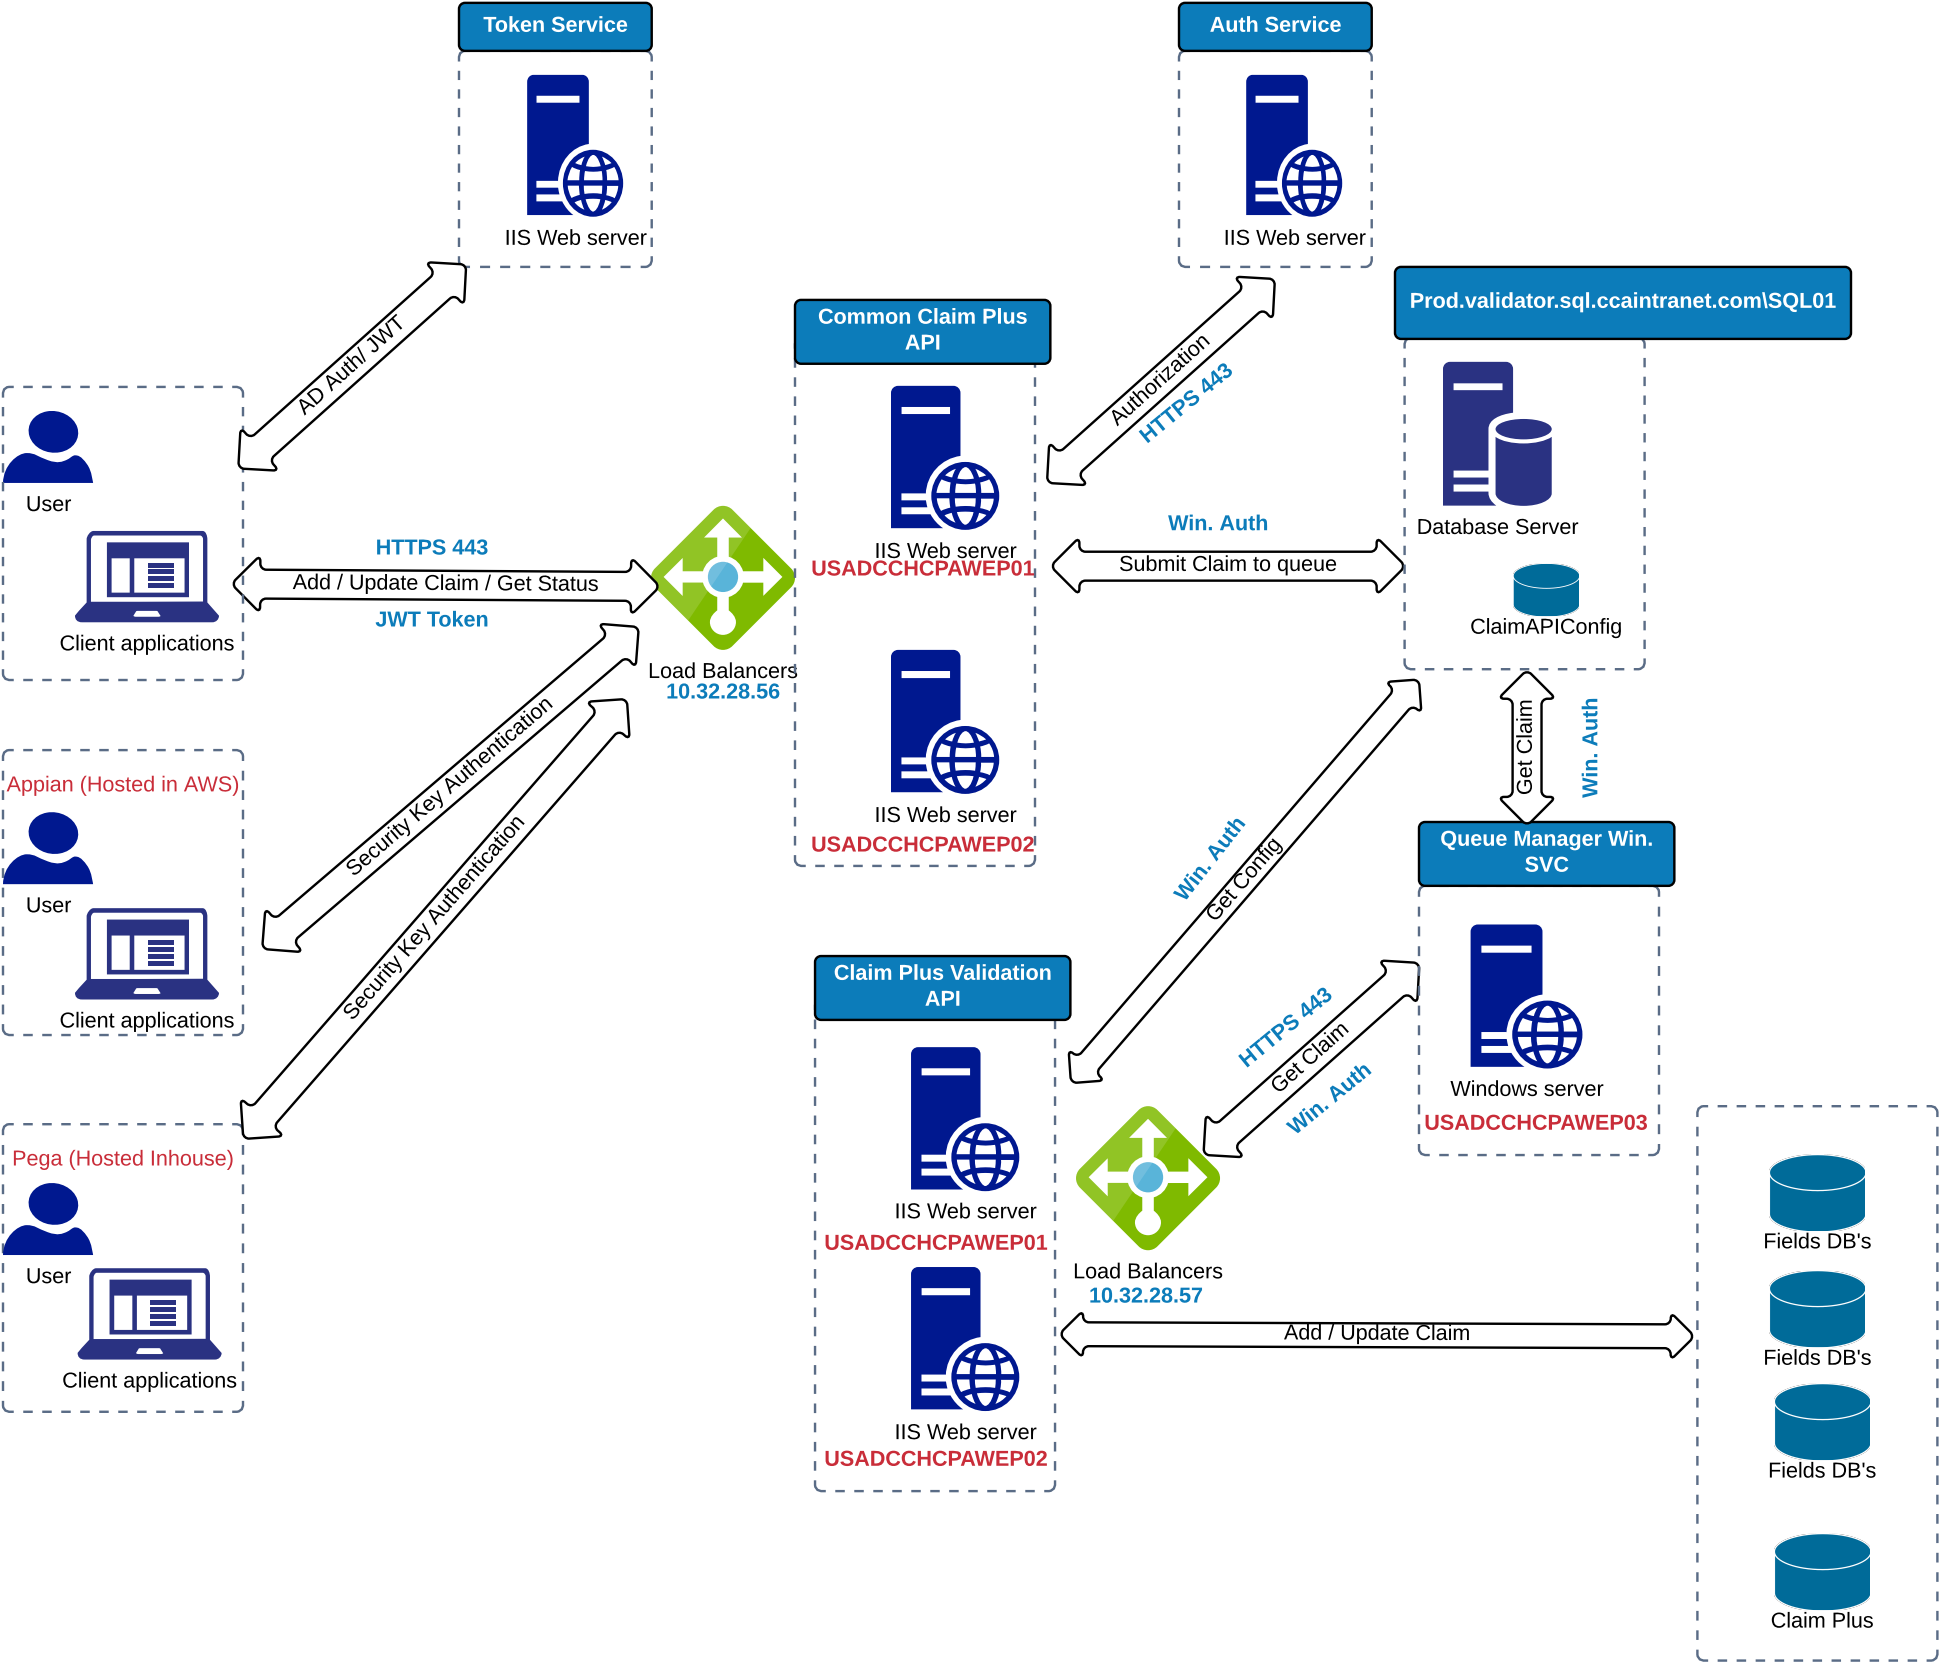 Token Service
IIS Web server
Auth Service
IIS Web server
Prod.validator.sql.ccaintranet.com\SQL01
Database Server
ClaimAPIConfig
Common Claim Plus
API
IIS Web server
USADCCHCPAWEP01
IIS Web server
USADCCHCPAWEP02
AD Auth/ JWT
Authorization
HTTPS 443
User
Client applications
HTTPS 443
Add / Update Claim / Get Status
JWT Token
Load Balancers
10.32.28.56
Win. Auth
Submit Claim to queue
Get Claim
Win. Auth
Appian (Hosted in AWS)
User
Client applications
Security Key Authentication
Security Key Authentication
Pega (Hosted Inhouse)
User
Client applications
Win. Auth
Get Config
Queue Manager Win.
SVC
Windows server
USADCCHCPAWEP03
Claim Plus Validation
API
IIS Web server
USADCCHCPAWEP01
IIS Web server
USADCCHCPAWEP02
HTTPS 443
Get Claim
Win. Auth
Load Balancers
10.32.28.57
Add / Update Claim
Fields DB's
Fields DB's
Fields DB's
Claim Plus